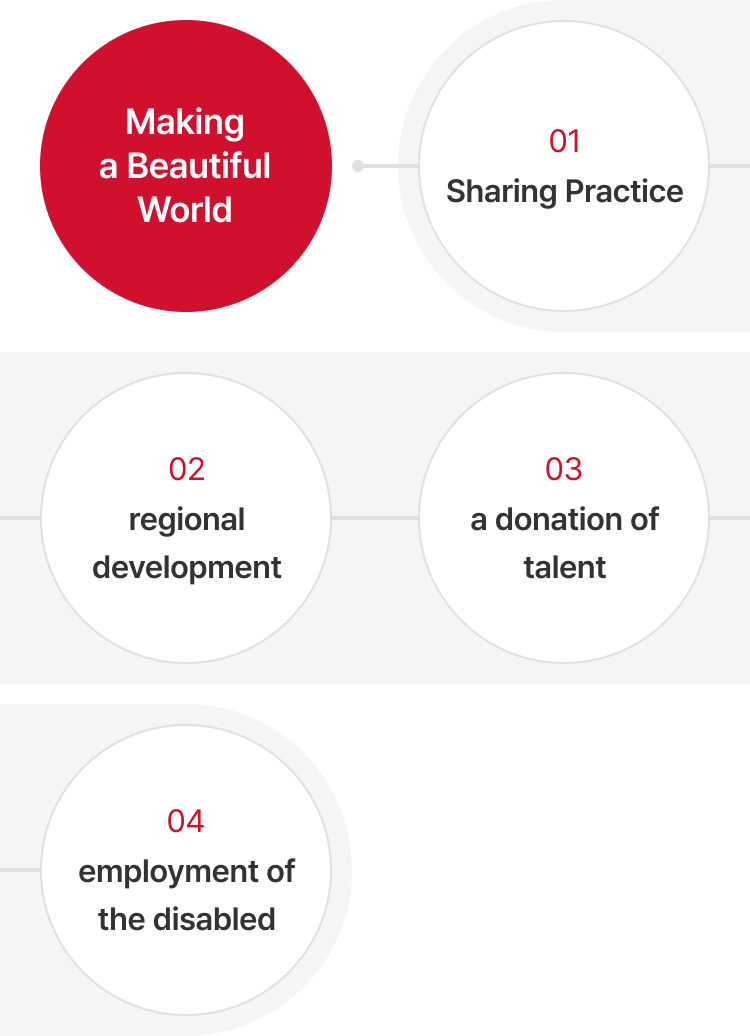 Making
a Beautiful
World
01
Sharing Practice
02
regional
development
03
a donation of
talent
04
employment of
the disabled